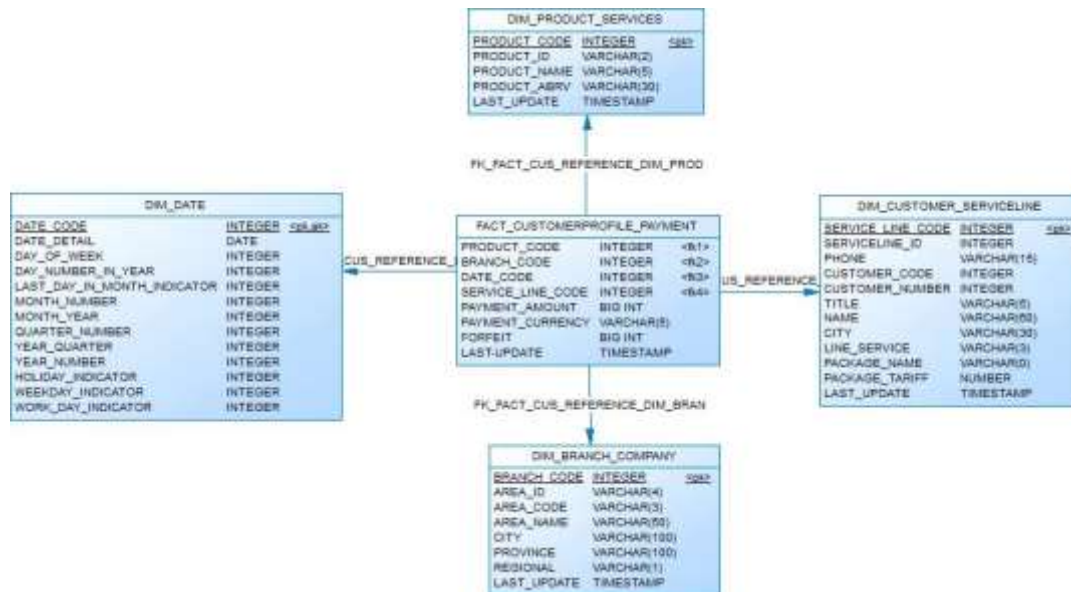 DIM_PRODUCT_SERVICES
PRODUCT_CODE INTEGER <pk>
PRODUCT_ID VARCHAR(2)
PRODUCT_NAME VARCHAR(5)
PRODUCT_ABRV VARCHAR(30)
LAST_UPDATE TIMESTAMP
FK_FACT_CUS_REFERENCE_DIM_PROD
DIM_DATE
DATE_CODE INTEGER <pk,ak>
DATE_DETAIL DATE
DAY_OF_WEEK INTEGER
DAY_NUMBER_IN_YEAR INTEGER
LAST_DAY_IN_MONTH_INDICATOR INTEGER
MONTH_NUMBER INTEGER
MONTH_YEAR INTEGER
QUARTER_NUMBER INTEGER
YEAR_QUARTER INTEGER
YEAR_NUMBER INTEGER
HOLIDAY_INDICATOR INTEGER
WEEKDAY_INDICATOR INTEGER
WORK_DAY_INDICATOR INTEGER
CUS_REFERENCE_
FACT_CUSTOMERPROFILE_PAYMENT
PRODUCT_CODE INTEGER <fk1>
BRANCH_CODE INTEGER <fk2>
DATE_CODE INTEGER <fk3>
SERVICE_LINE_CODE INTEGER <fk4>
PAYMENT_AMOUNT BIG INT
PAYMENT_CURRENCY VARCHAR(5)
FORFEIT BIG INT
LAST-UPDATE TIMESTAMP
US_REFERENCE
DIM_CUSTOMER_SERVICELINE
SERVICE_LINE_CODE INTEGER <pk>
SERVICELINE_ID INTEGER
PHONE VARCHAR(15)
CUSTOMER_CODE INTEGER
CUSTOMER_NUMBER INTEGER
TITLE VARCHAR(6)
NAME VARCHAR(60)
CITY VARCHAR(30)
LINE_SERVICE VARCHAR(3)
PACKAGE_NAME VARCHAR(0)
PACKAGE_TARIFF NUMBER
LAST_UPDATE TIMESTAMP
FK_FACT_CUS_REFERENCE_DIM_BRAN
DIM_BRANCH_COMPANY
BRANCH_CODE INTEGER <pk>
AREA_ID VARCHAR(4)
AREA_CODE VARCHAR(3)
AREA_NAME VARCHAR(50)
CITY VARCHAR(100)
PROVINCE VARCHAR(100)
REGIONAL VARCHAR(1)
LAST_UPDATE TIMESTAMP